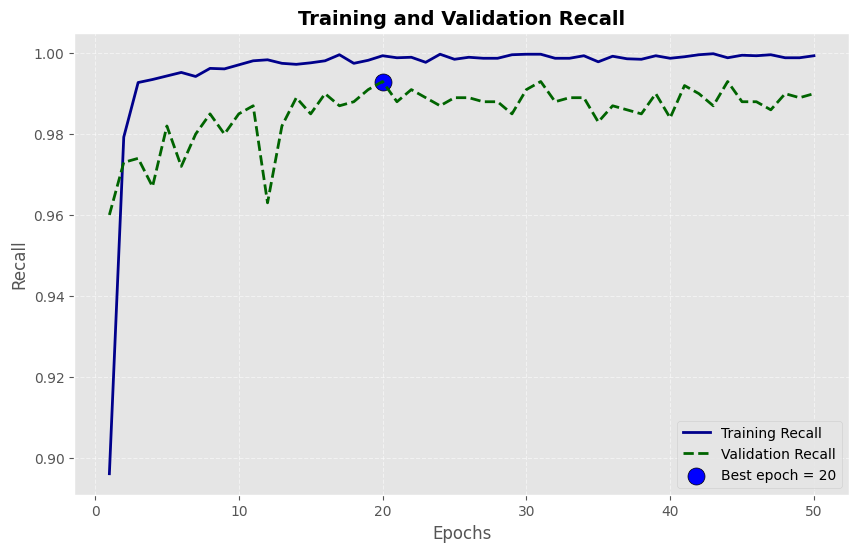 Training and Validation Recall
1.00
0.98
0.96
0.94
0.92
0.90
Recall
0
10
20
30
40
50
Epochs
Training Recall
Validation Recall
Best epoch = 20